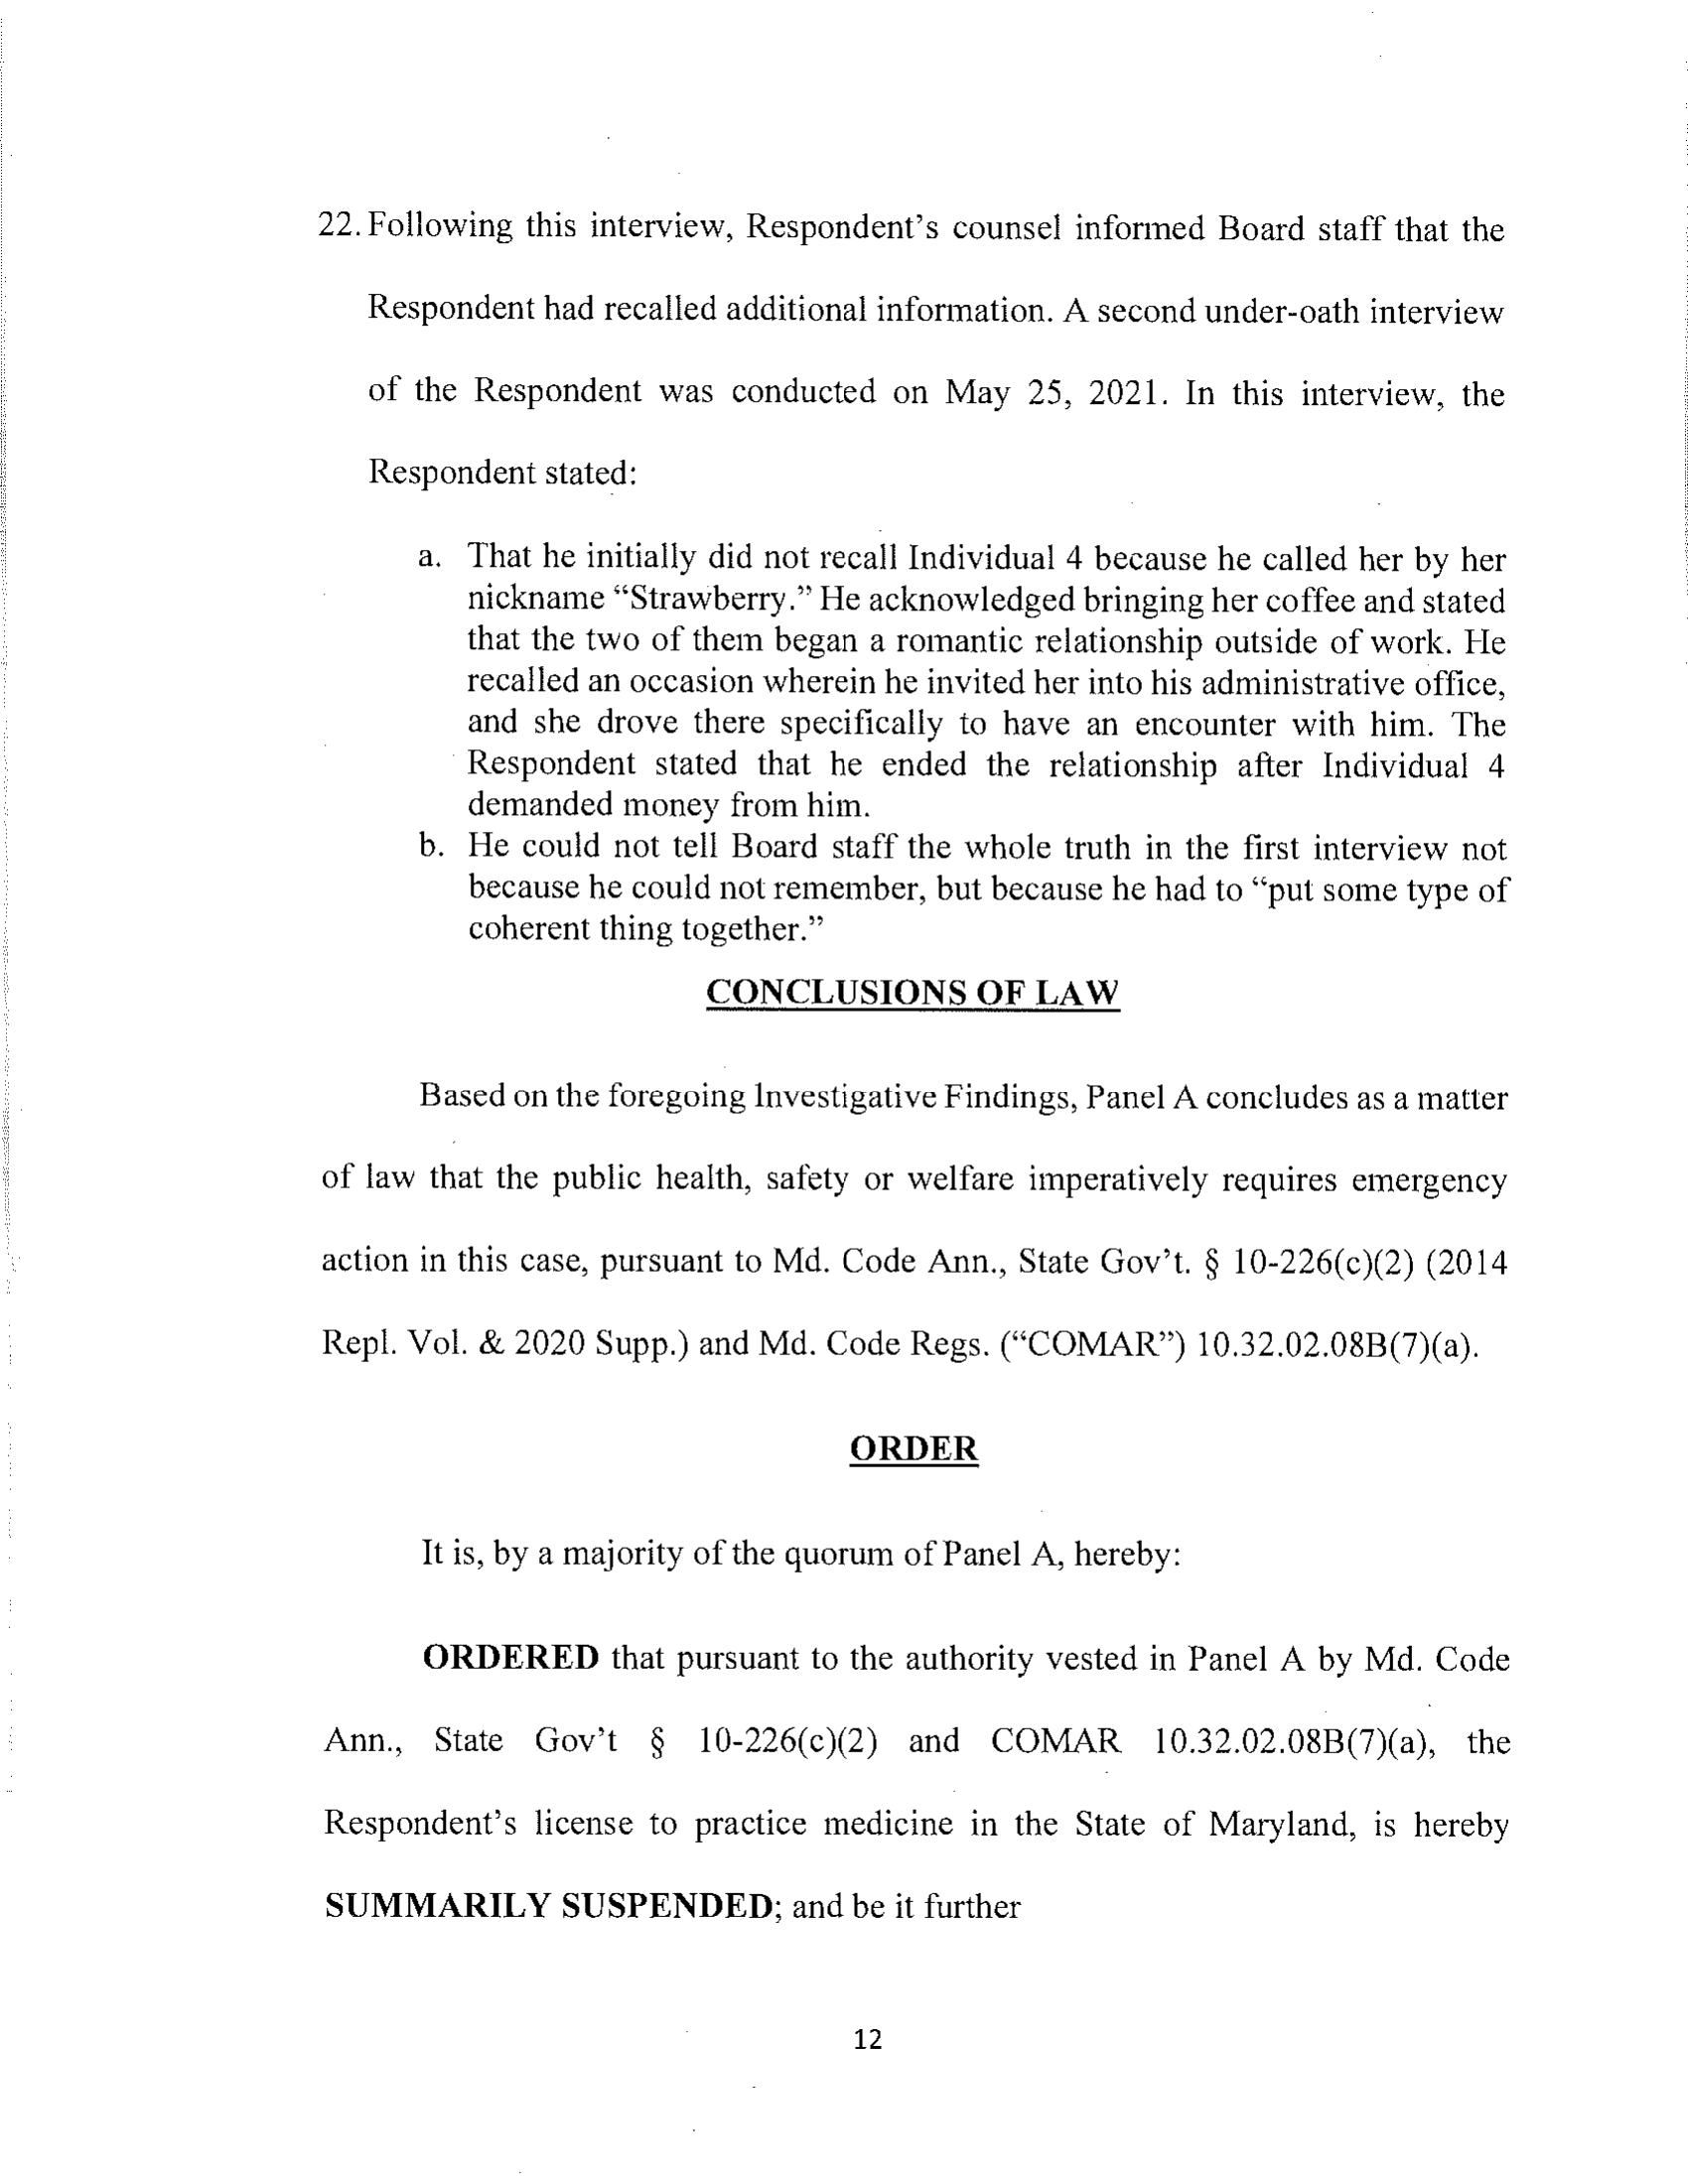 22. Following this interview, Respondent’s counsel informed Board staff that the
Respondent had recalled additional information. A second under-oath interview
of the Respondent was conducted on May 25, 2021. In this interview, the
Respondent stated:
a. That he initially did not recall Individual 4 because he called her by her
nickname “Strawberry.” He acknowledged bringing her coffee and stated
that the two of them began a romantic relationship outside of work. He
recalled an occasion wherein he invited her into his administrative office,
and she drove there specifically to have an encounter with him. The
Respondent stated that he ended the relationship after Individual 4
demanded money from him.
b. He could not tell Board staff the whole truth in the first interview not
because he could not remember, but because he had to “put some type of
coherent thing together.”
CONCLUSIONS OF LAW
Based on the foregoing Investigative Findings, Panel A concludes as a matter
of law that the public health, safety or welfare imperatively requires emergency
action in this case, pursuant to Md. Code Ann., State Gov’t. § 10-226(c)(2) (2014
Repl. Vol. & 2020 Supp.) and Md. Code Regs. (“COMAR”) 10.32.02.08B(7)(a).
ORDER
It is, by a majority of the quorum of Panel A, hereby:
ORDERED that pursuant to the authority vested in Panel A by Md. Code
Ann., State Gov’t § 10-226(c)(2) and COMAR 10.32.02.08B(7)(a), the
Respondent’s license to practice medicine in the State of Maryland, is hereby
SUMMARILY SUSPENDED; and be it further
12